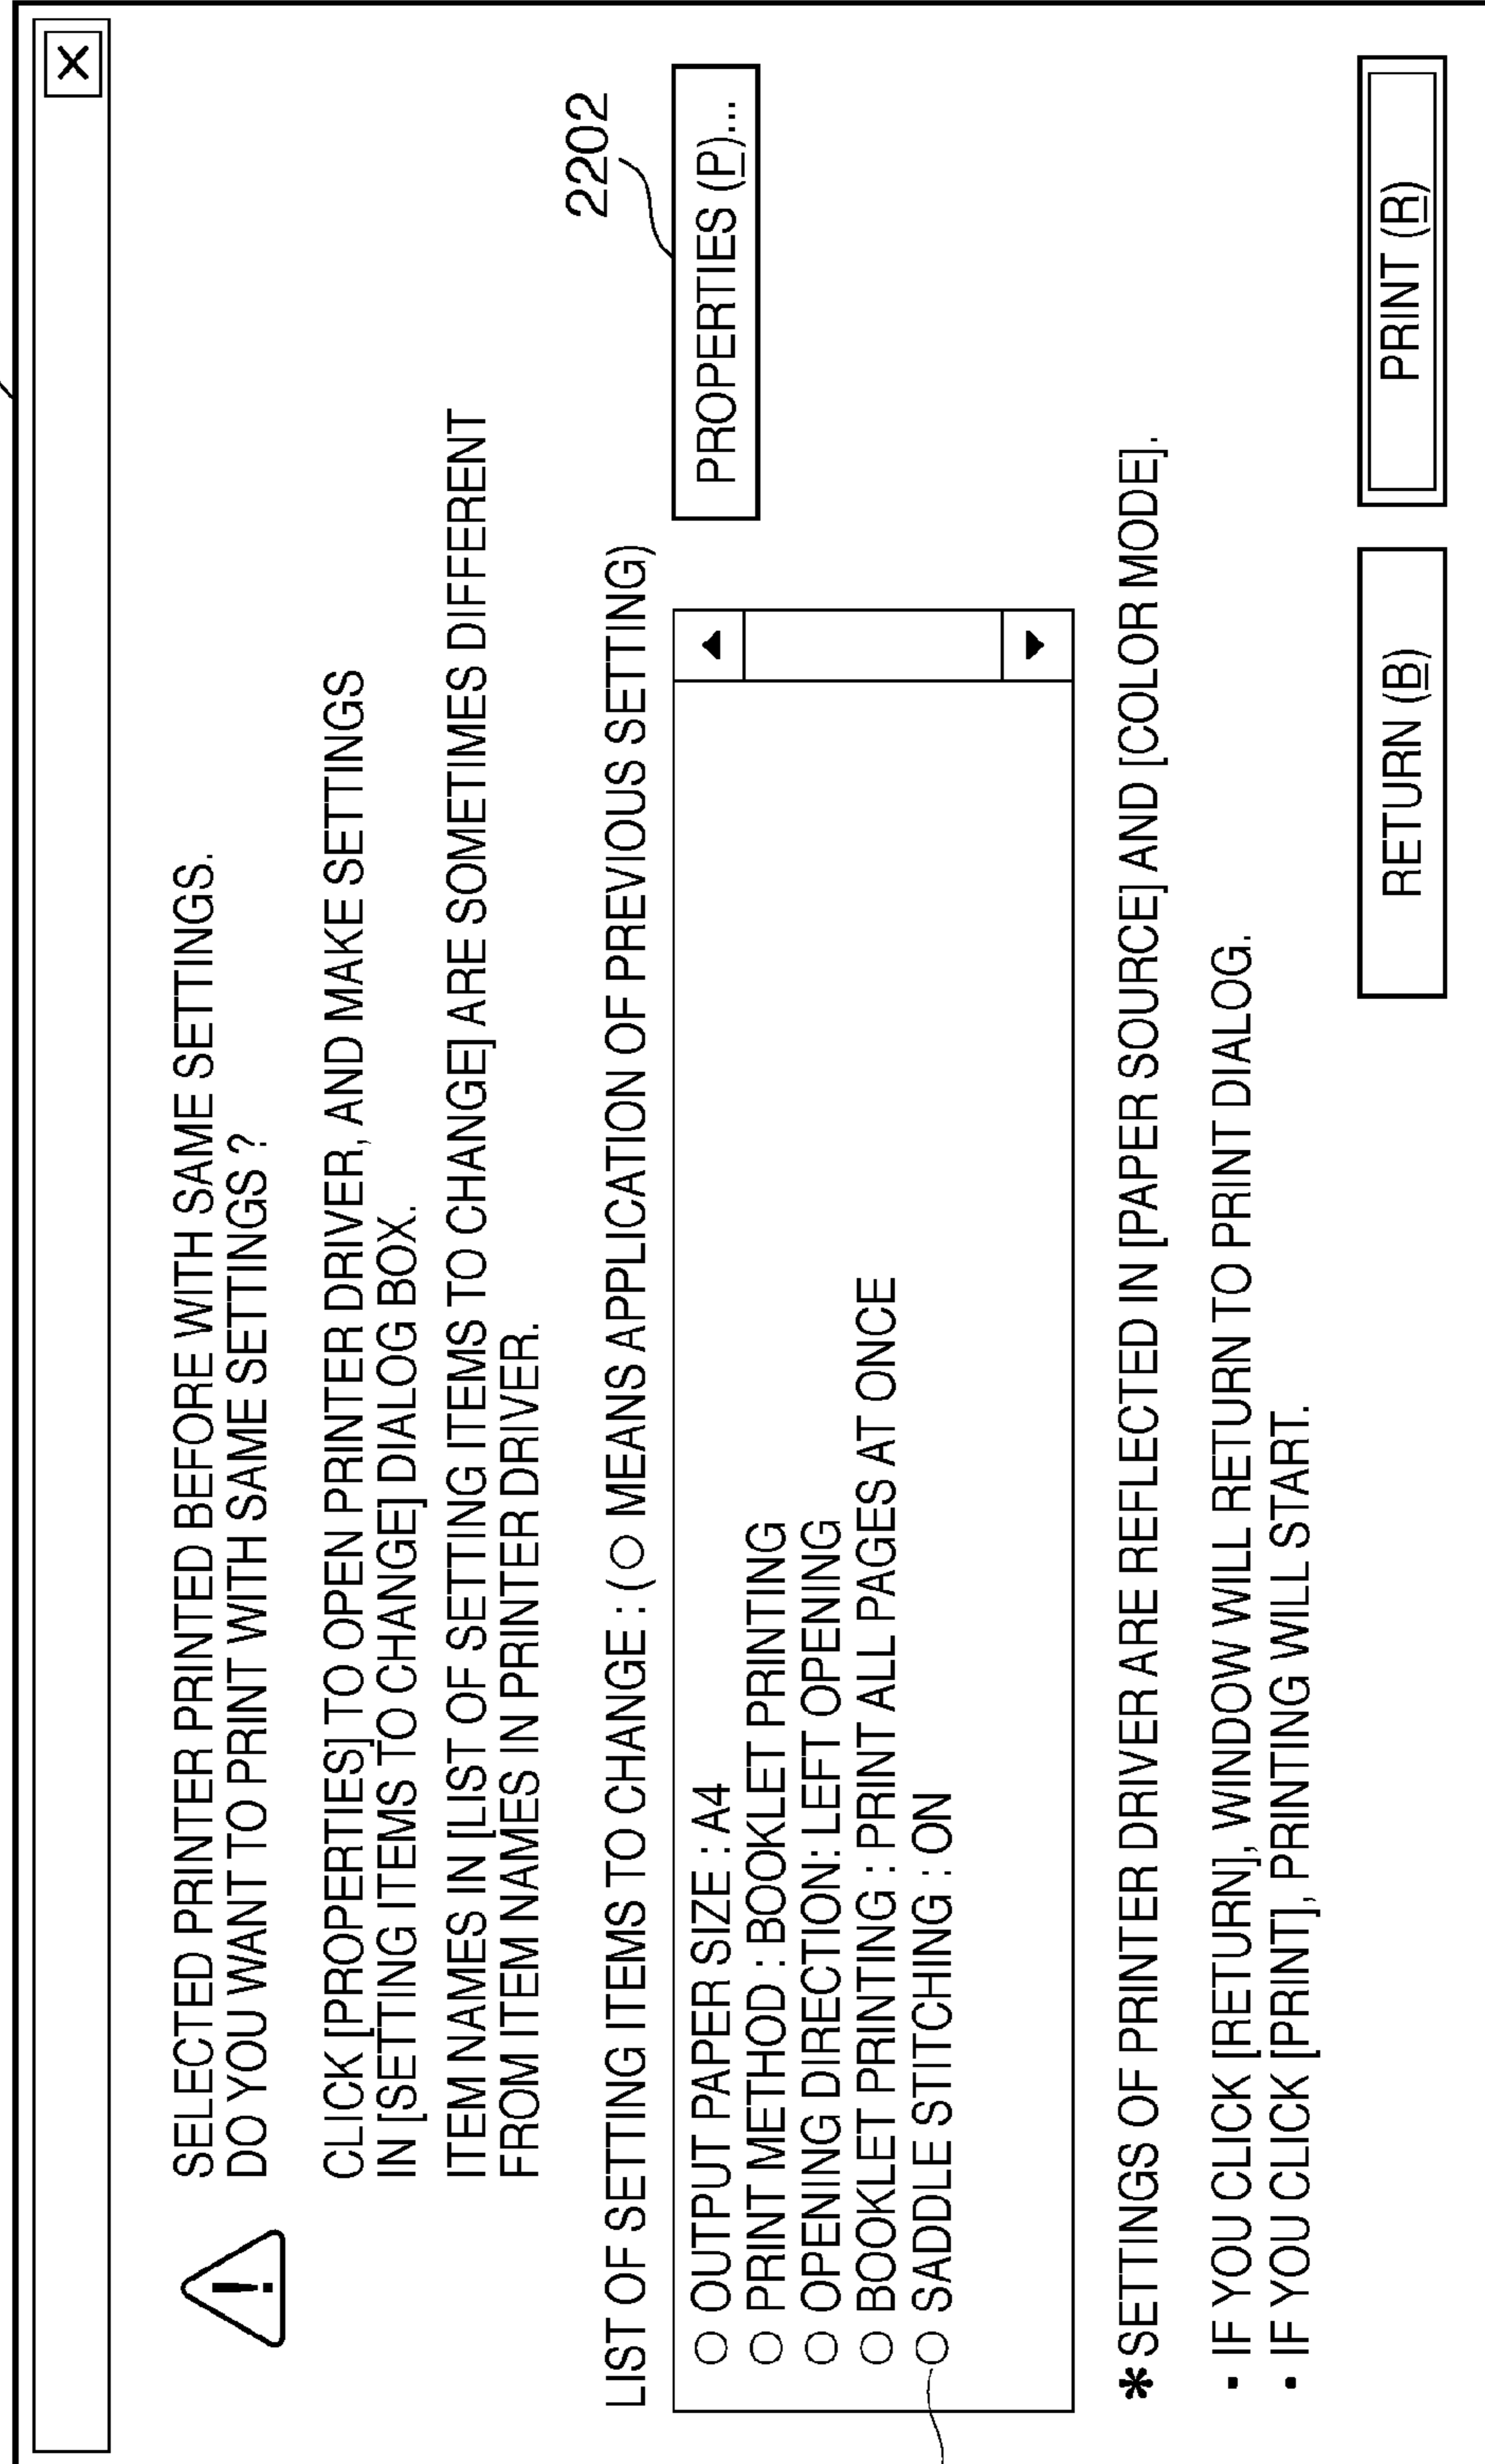 X
SELECTED PRINTER PRINTED BEFORE WITH SAME SETTINGS.
DO YOU WANT TO PRINT WITH SAME SETTINGS ?
CLICK [PROPERTIES] TO OPEN PRINTER DRIVER, AND MAKE SETTINGS
IN [SETTING ITEMS TO CHANGE] DIALOG BOX.
ITEM NAMES IN [LIST OF SETTING ITEMS TO CHANGE] ARE SOMETIMES DIFFERENT
FROM ITEM NAMES IN PRINTER DRIVER.
LIST OF SETTING ITEMS TO CHANGE : (○ MEANS APPLICATION OF PREVIOUS SETTING)
2202
○ OUTPUT PAPER SIZE : A4
○ PRINT METHOD : BOOKLET PRINTING
○ OPENING DIRECTION: LEFT OPENING
○ BOOKLET PRINTING : PRINT ALL PAGES AT ONCE
○ SADDLE STITCHING : ON
PROPERTIES (P)...
* SETTINGS OF PRINTER DRIVER ARE REFLECTED IN [PAPER SOURCE] AND [COLOR MODE].
· IF YOU CLICK [RETURN], WINDOW WILL RETURN TO PRINT DIALOG.
· IF YOU CLICK [PRINT], PRINTING WILL START.
RETURN (B)
PRINT (R)